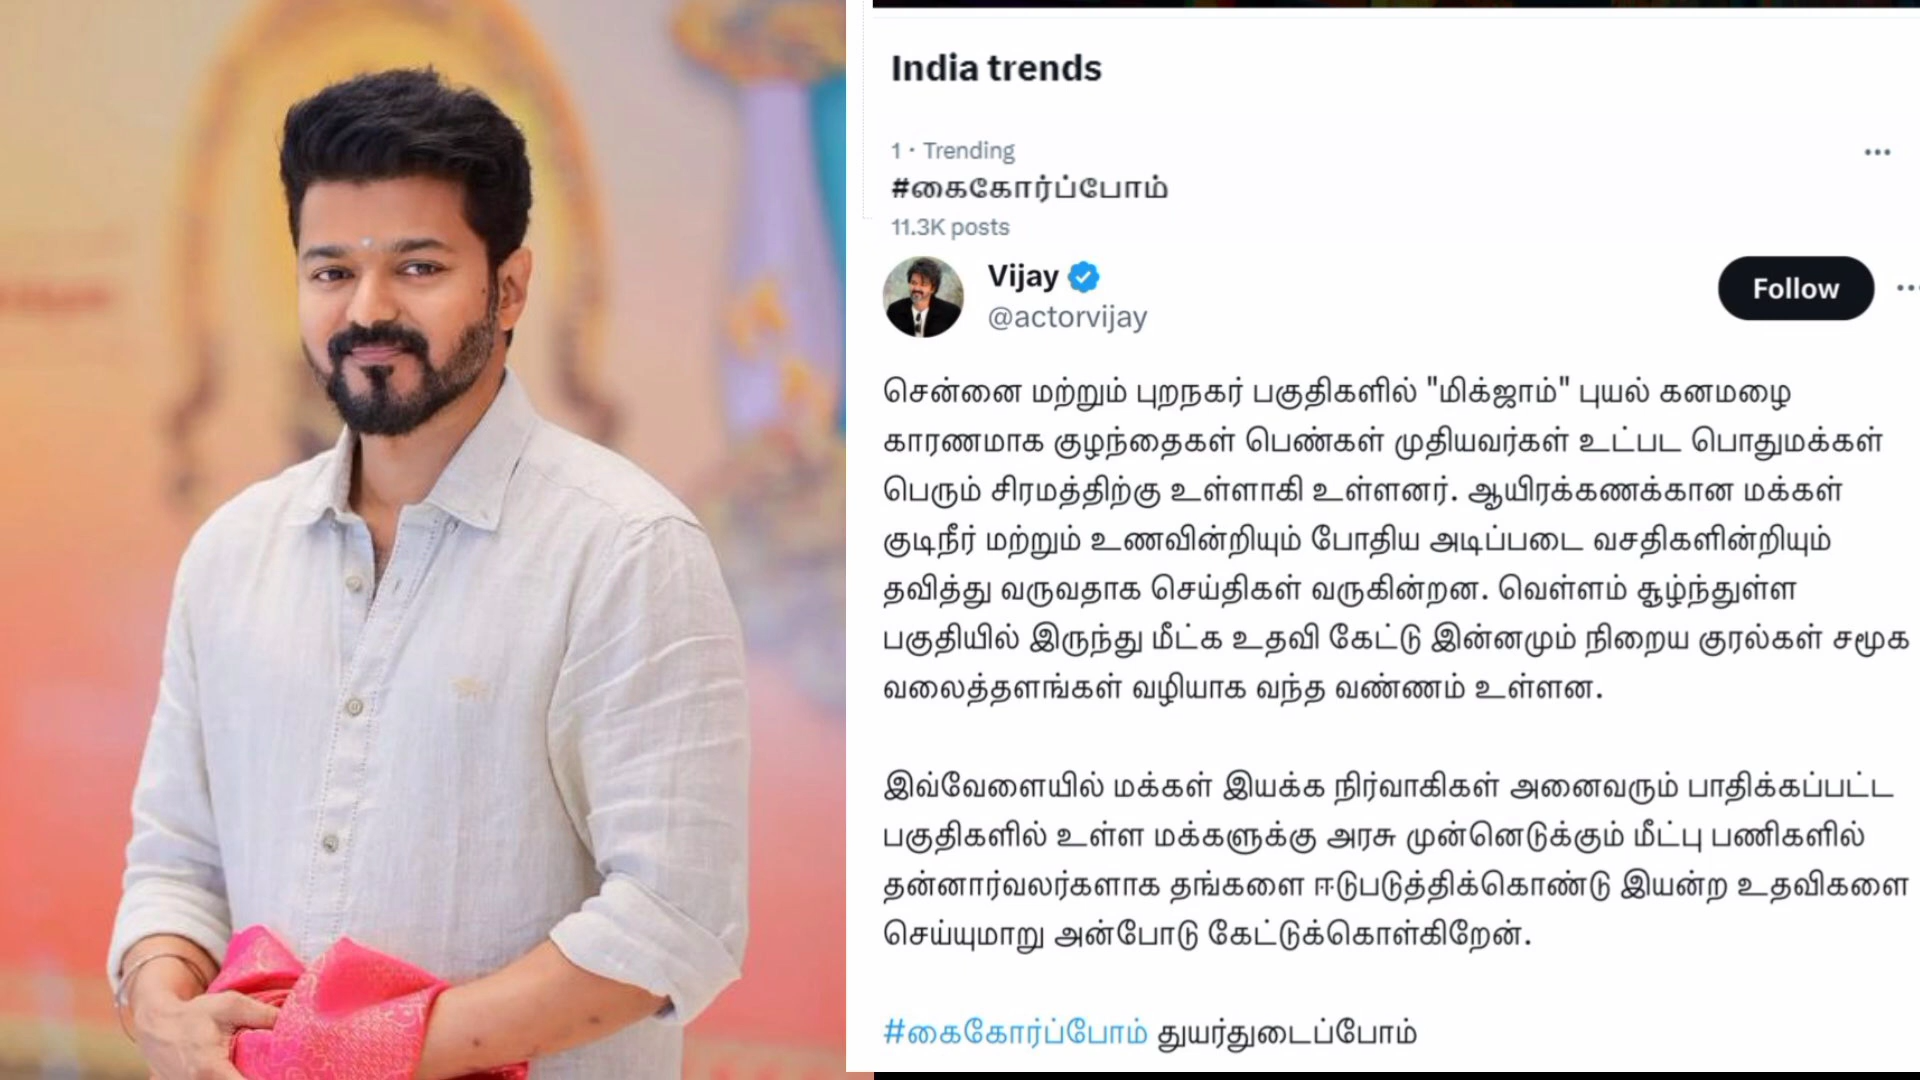 India trends
1 · Trending
#கைகோர்ப்போம்
11.3K posts
Vijay
@actorvijay
Follow
சென்னை மற்றும் புறநகர் பகுதிகளில் "மிக்ஜாம்" புயல் கனமழை
காரணமாக குழந்தைகள் பெண்கள் முதியவர்கள் உட்பட பொதுமக்கள்
பெரும் சிரமத்திற்கு உள்ளாகி உள்ளனர். ஆயிரக்கணக்கான மக்கள்
குடிநீர் மற்றும் உணவின்றியும் போதிய அடிப்படை வசதிகளின்றியும்
தவித்து வருவதாக செய்திகள் வருகின்றன. வெள்ளம் சூழ்ந்துள்ள
பகுதியில் இருந்து மீட்க உதவி கேட்டு இன்னமும் நிறைய குரல்கள் சமூக
வலைத்தளங்கள் வழியாக வந்த வண்ணம் உள்ளன.
இவ்வேளையில் மக்கள் இயக்க நிர்வாகிகள் அனைவரும் பாதிக்கப்பட்ட
பகுதிகளில் உள்ள மக்களுக்கு அரசு முன்னெடுக்கும் மீட்பு பணிகளில்
தன்னார்வலர்களாக தங்களை ஈடுபடுத்திக்கொண்டு இயன்ற உதவிகளை
செய்யுமாறு அன்போடு கேட்டுக்கொள்கிறேன்.
#கைகோர்ப்போம் துயர்துடைப்போம்